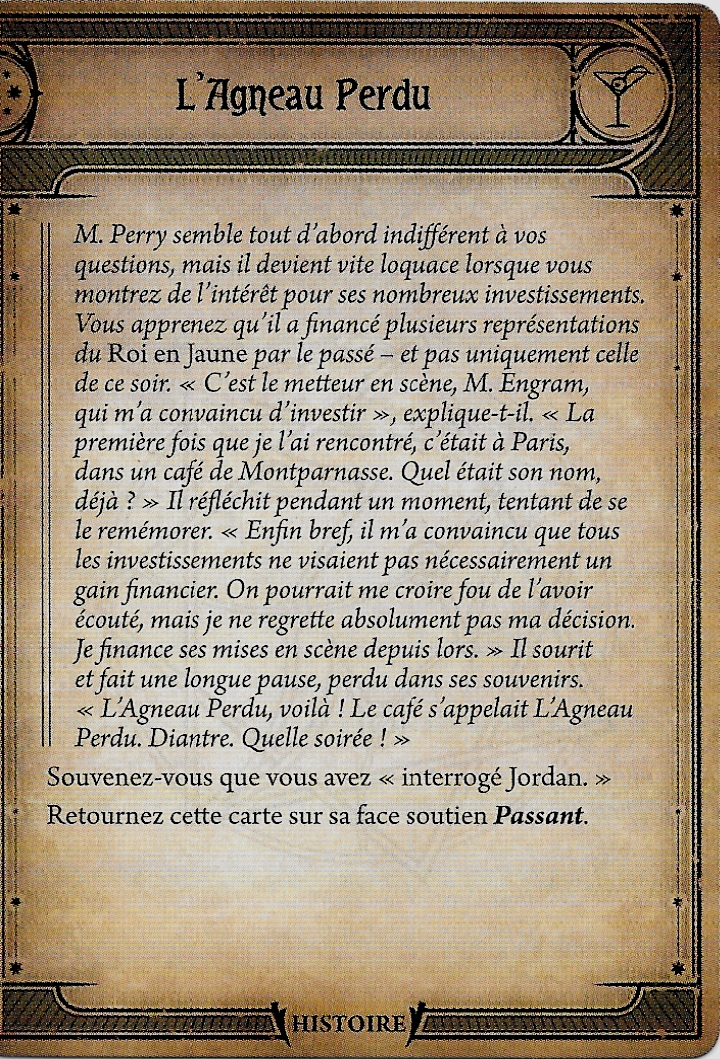 L'Agneau Perdu
M. Perry semble tout d'abord indifférent à vos
questions, mais il devient vite loquace lorsque vous
montrez de l'intérêt pour ses nombreux investissements.
Vous apprenez qu'il a financé plusieurs représentations
du Roi en Jaune par le passé – et pas uniquement celle
de ce soir. « C'est le metteur en scène, M. Engram,
qui m'a convaincu d'investir », explique-t-il. « La
première fois que je l'ai rencontré, c'était à Paris,
dans un café de Montparnasse. Quel était son nom,
déjà ? » Il réfléchit pendant un moment, tentant de se
le remémorer. « Enfin bref, il m'a convaincu que tous
les investissements ne visaient pas nécessairement un
gain financier. On pourrait me croire fou de l'avoir
écouté, mais je ne regrette absolument pas ma décision.
Je finance ses mises en scène depuis lors. » Il sourit
et fait une longue pause, perdu dans ses souvenirs.
« L'Agneau Perdu, voilà ! Le café s'appelait L'Agneau
Perdu. Diantre. Quelle soirée ! »
Souvenez-vous que vous avez « interrogé Jordan. »
Retournez cette carte sur sa face soutien Passant.
HISTOIRE